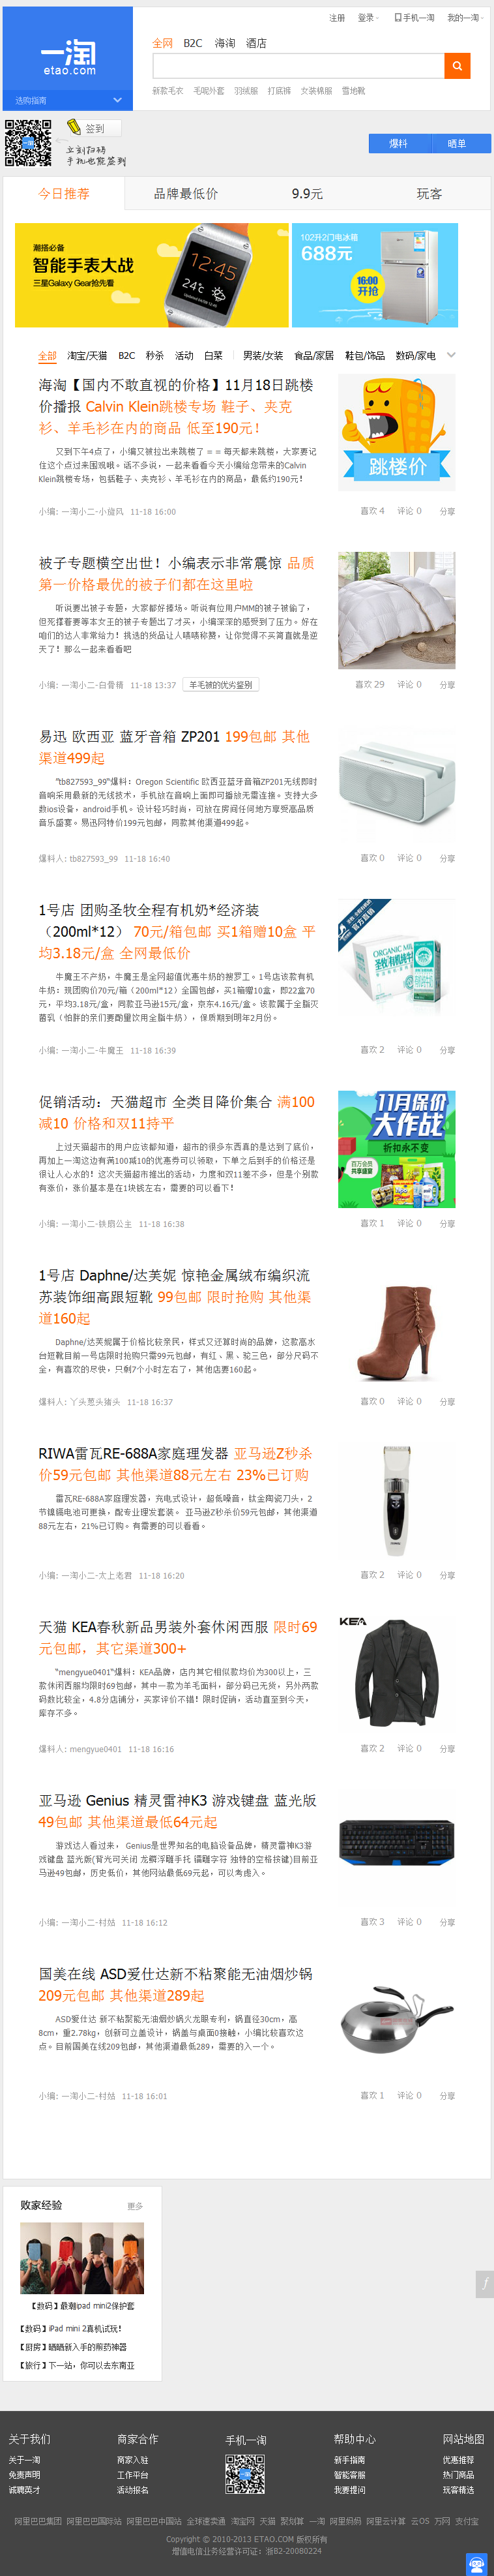 注册 登录 手机一淘 我的一淘
一淘
etao.com
选购指南
全网 B2C 海淘 酒店
新款毛衣 毛呢外套 羽绒服 打底裤 女装棉服 雪地靴
签到
立刻扫码
手机也能签到
爆料 晒单
今日推荐 品牌最低价 9.9元 玩客
潮搭必备
智能手表大战
三星Galaxy Gear抢先看
102升2门电冰箱
688元
16:00
开抢
全部 淘宝/天猫 B2C 秒杀 活动 白菜 男装/女装 食品/家居 鞋包/饰品 数码/家电
海淘【国内不敢直视的价格】11月18日跳楼
价播报 Calvin Klein跳楼专场 鞋子、夹克
衫、羊毛衫在内的商品 低至190元！
又到下午4点了，小编又被拉出来跳楼了 = = 每天都来跳楼，大家要记
住这个点过来围观哦。话不多说，一起来看看今天小编给您带来的Calvin
Klein跳楼专场，包括鞋子、夹克衫、羊毛衫在内的商品，最低约190元！
跳楼价
小编: 一淘小二-小旋风 11-18 16:00
喜欢 4 评论 0 分享
被子专题横空出世！小编表示非常震惊 品质
第一价格最优的被子们都在这里啦
听说要出被子专题，大家都好捧场。听说有位用户MM的被子被偷了，
但死撑着要等本女王的被子专题出了才买，小编深深的感受到了压力。好在
咱们的达人非常给力！挑选的货品让人啧啧称赞，让你觉得不买简直就是逆
天了！那么一起来看看吧
小编: 一淘小二-白骨精 11-18 13:37 羊毛被的优劣鉴别
喜欢 29 评论 0 分享
易迅 欧西亚 蓝牙音箱 ZP201 199包邮 其他
渠道499起
"tb827593_99"爆料：Oregon Scientific 欧西亚蓝牙音箱ZP201无线即时
音响采用最新的无线技术，手机放在音响上面即可播放无需连接。支持大多
数ios设备，android手机。设计轻巧时尚，可放在房间任何地方享受高品质
音乐盛宴。易迅网特价199元包邮，同款其他渠道499起。
爆料人: tb827593_99 11-18 16:40
喜欢 0 评论 0 分享
1号店 团购圣牧全程有机奶*经济装
（200ml*12） 70元/箱包邮 买1箱赠10盒 平
均3.18元/盒 全网最低价
牛魔王不产奶，牛魔王是全网超值优惠牛奶的搜罗工。1号店该款有机
牛奶：现团购价70元/箱（200ml*12）全国包邮，买1箱赠10盒，即22盒70
元，平均3.18元/盒，同款亚马逊15元/盒，京东4.16元/盒。该款属于全脂灭
菌乳（怕胖的亲们要酌量饮用全脂牛奶），保质期到明年2月份。
官方直销
ORGANIC MILK
小编: 一淘小二-牛魔王 11-18 16:39
喜欢 2 评论 0 分享
促销活动：天猫超市 全类目降价集合 满100
减10 价格和双11持平
上过天猫超市的用户应该都知道，超市的很多东西真的是达到了底价，
再加上一淘这边有满100减10的优惠券可以领取，下单之后到手的价格还是
很让人心水的！这次天猫超市推出的活动，力度和双11差不多，但是个别款
有涨价，涨价基本是在1块钱左右，需要的可以看下！
11月保价
大作战
折扣永不变
小编: 一淘小二-铁扇公主 11-18 16:38
喜欢 1 评论 0 分享
1号店 Daphne/达芙妮 惊艳金属绒布编织流
苏装饰细高跟短靴 99包邮 限时抢购 其他渠
道160起
Daphne/达芙妮属于价格比较亲民，样式又还算时尚的品牌，这款高水
台短靴目前一号店限时抢购只需99元包邮，有红、黑、驼三色，部分尺码不
全，有喜欢的尽快，只剩7个小时左右了，其他店要160起。
爆料人: 丫头葱头猪头 11-18 16:37
喜欢 0 评论 0 分享
RIWA雷瓦RE-688A家庭理发器 亚马逊Z秒杀
价59元包邮 其他渠道88元左右 23%已订购
雷瓦RE-688A家庭理发器，充电式设计，超低噪音，钛金陶瓷刀头，2
节镍镉电池可更换，配专业理发套装。 亚马逊Z秒杀价59元包邮，其他渠道
88元左右，21%已订购。有需要的可以看看。
小编: 一淘小二-太上老君 11-18 16:20
喜欢 2 评论 0 分享
天猫 KEA春秋新品男装外套休闲西服 限时69
元包邮，其它渠道300+
"mengyue0401"爆料：KEA品牌，店内其它相似款均价为300以上，三
款休闲西服均限时69包邮，其中一款为羊毛面料，部分码已无货，另外两款
码数比较全，4.8分店铺分，买家评价不错！限时促销，活动直至到今天，
库存不多。
KEA
爆料人: mengyue0401 11-18 16:16
喜欢 2 评论 0 分享
亚马逊 Genius 精灵雷神K3 游戏键盘 蓝光版
49包邮 其他渠道最低64元起
游戏达人看过来， Genius是世界知名的电脑设备品牌，精灵雷神K3游
戏键盘 蓝光版(背光可关闭 龙鳞浮雕手托 镭雕字符 独特的空格按键)目前亚
马逊49包邮，历史低价，其他网站最低69元起，可以考虑入。
小编: 一淘小二-村姑 11-18 16:12
喜欢 3 评论 0 分享
国美在线 ASD爱仕达新不粘聚能无油烟炒锅
209元包邮 其他渠道289起
ASD爱仕达 新不粘聚能无油烟炒锅火龙眼专利，锅直径30cm，高
8cm，重2.78kg，创新可立盖设计，锅盖与桌面0接触，小编比较喜欢这
点。目前国美在线209包邮，其他渠道最低289，需要的入一个。
小编: 一淘小二-村姑 11-18 16:01
喜欢 1 评论 0 分享
败家经验 更多
【数码】最潮ipad mini2保护套
【数码】iPad mini 2真机试玩！
【厨房】晒晒新入手的帮药神器
【旅行】下一站，你可以去东南亚
关于我们 商家合作 手机一淘 帮助中心 网站地图
关于一淘 商家入驻 新手指南 优惠推荐
免责声明 工作平台 智能客服 热门商品
诚聘英才 活动报名 我要提问 玩客精选
阿里巴巴集团 阿里巴巴国际站 阿里巴巴中国站 全球速卖通 淘宝网 天猫 聚划算 一淘 阿里妈妈 阿里云计算 云OS 万网 支付宝
Copyright © 2010-2013 ETAO.COM 版权所有
增值电信业务经营许可证：浙B2-20080224